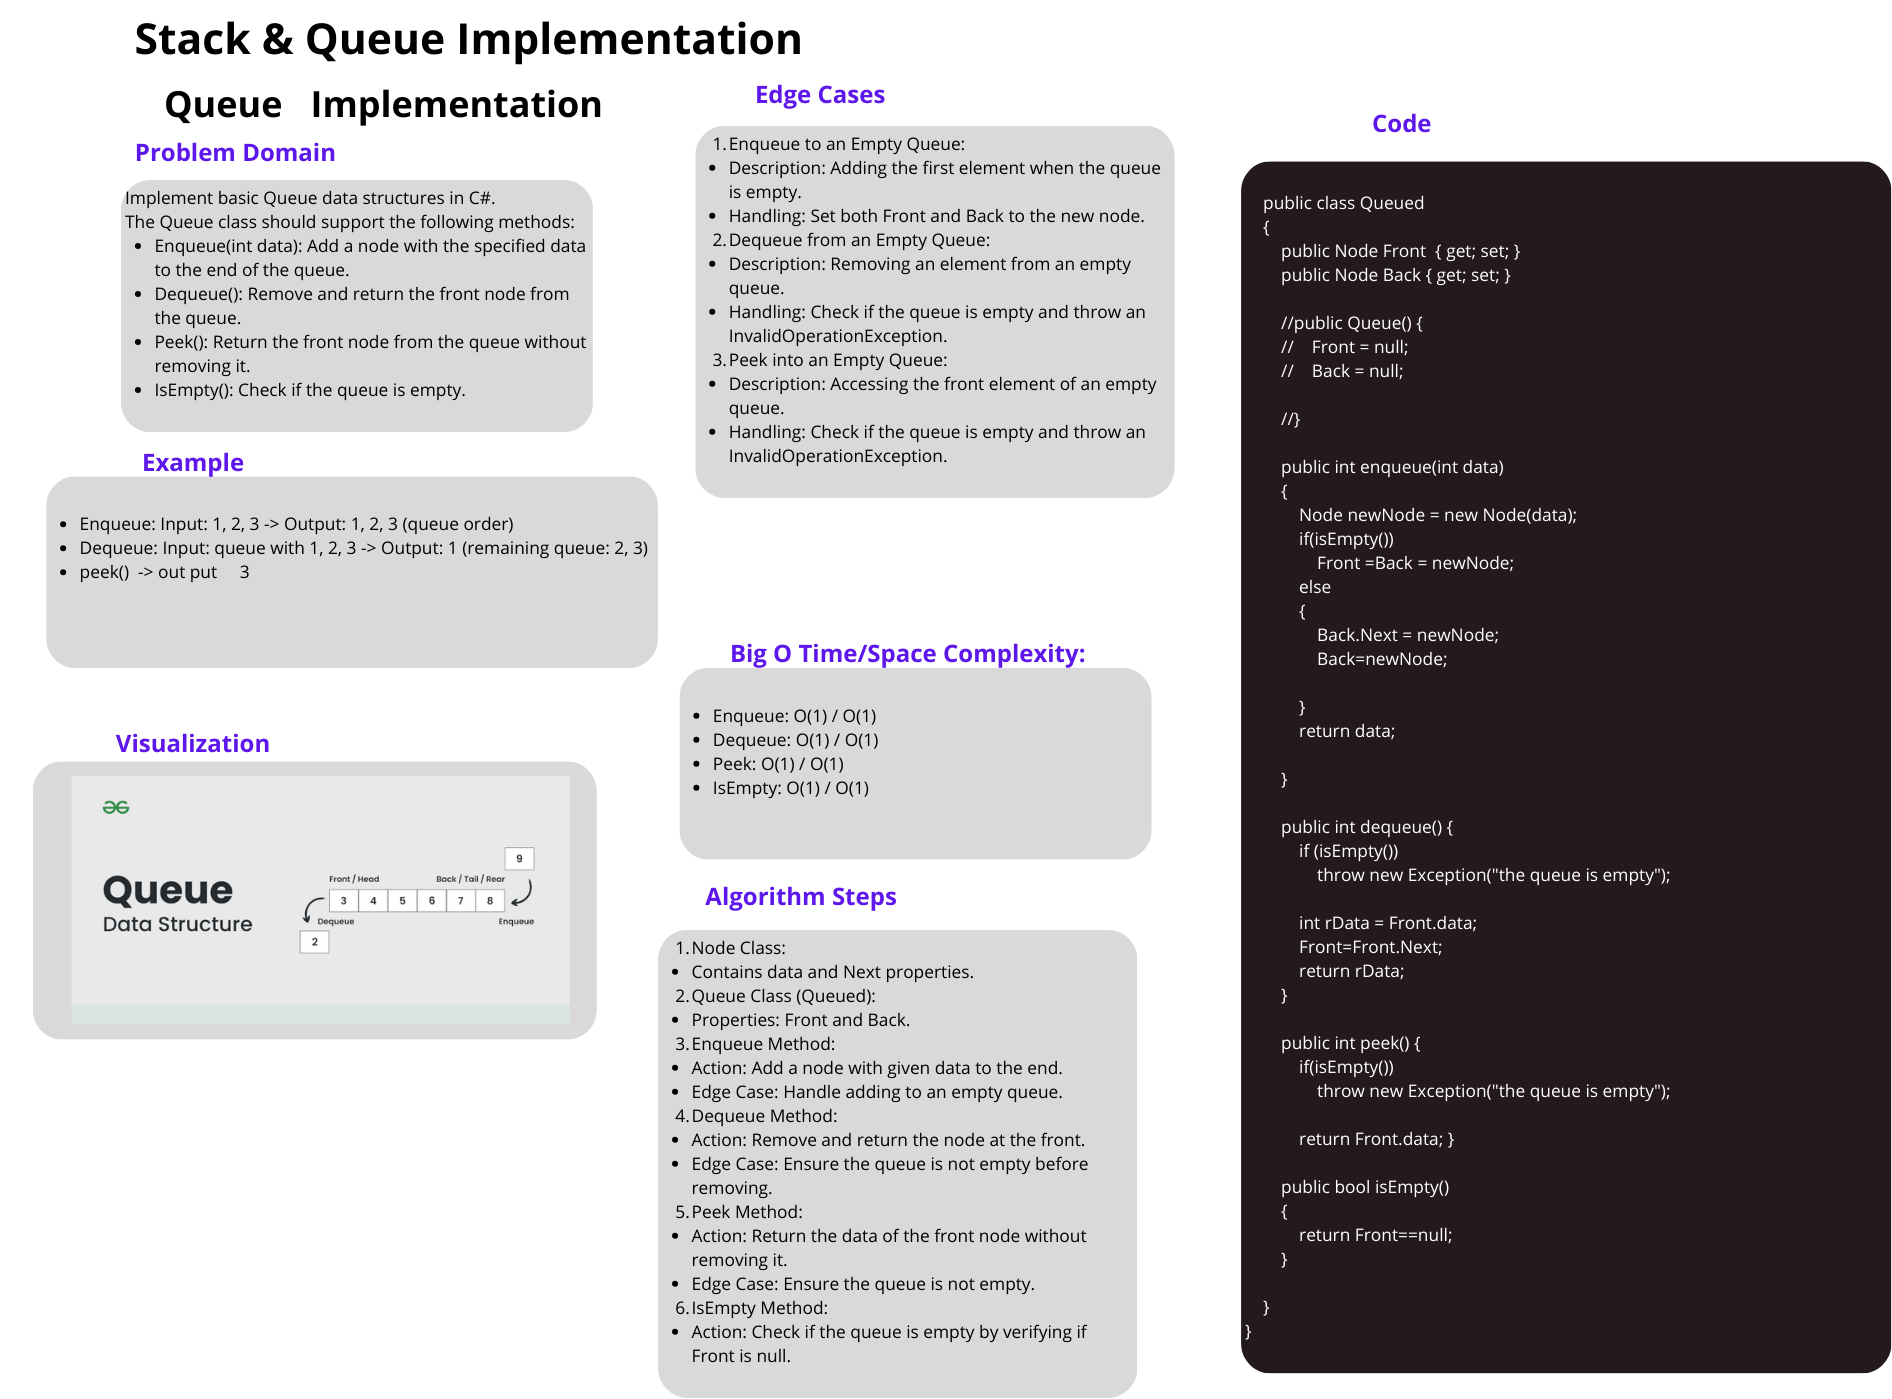 Stack & Queue Implementation
Queue   Implementation
Problem Domain
Implement basic Queue data structures in C#.
The Queue class should support the following methods:
• Enqueue(int data): Add a node with the specified data
to the end of the queue.
• Dequeue(): Remove and return the front node from
the queue.
• Peek(): Return the front node from the queue without
removing it.
• IsEmpty(): Check if the queue is empty.
Example
• Enqueue: Input: 1, 2, 3 -> Output: 1, 2, 3 (queue order)
• Dequeue: Input: queue with 1, 2, 3 -> Output: 1 (remaining queue: 2, 3)
• peek()  -> out put     3
Visualization
Queue
Data Structure
9
Front / Head
Back / Tail / Rear
3 4 5 6 7 8
Dequeue
Enqueue
2
Edge Cases
1. Enqueue to an Empty Queue:
• Description: Adding the first element when the queue
is empty.
• Handling: Set both Front and Back to the new node.
2. Dequeue from an Empty Queue:
• Description: Removing an element from an empty
queue.
• Handling: Check if the queue is empty and throw an
InvalidOperationException.
3. Peek into an Empty Queue:
• Description: Accessing the front element of an empty
queue.
• Handling: Check if the queue is empty and throw an
InvalidOperationException.
Big O Time/Space Complexity:
• Enqueue: O(1) / O(1)
• Dequeue: O(1) / O(1)
• Peek: O(1) / O(1)
• IsEmpty: O(1) / O(1)
Algorithm Steps
1. Node Class:
• Contains data and Next properties.
2. Queue Class (Queued):
• Properties: Front and Back.
3. Enqueue Method:
• Action: Add a node with given data to the end.
• Edge Case: Handle adding to an empty queue.
4. Dequeue Method:
• Action: Remove and return the node at the front.
• Edge Case: Ensure the queue is not empty before
removing.
5. Peek Method:
• Action: Return the data of the front node without
removing it.
• Edge Case: Ensure the queue is not empty.
6. IsEmpty Method:
• Action: Check if the queue is empty by verifying if
Front is null.
Code
    public class Queued
    {
        public Node Front  { get; set; }
        public Node Back { get; set; }
        //public Queue() {
        //    Front = null;
        //    Back = null;
        //}
        public int enqueue(int data)
        {
            Node newNode = new Node(data);
            if(isEmpty())
                Front =Back = newNode;
            else
            {
                Back.Next = newNode;
                Back=newNode;
            }
            return data;
        }
        public int dequeue() {
            if (isEmpty())
                throw new Exception("the queue is empty");
            int rData = Front.data;
            Front=Front.Next;
            return rData;
        }
        public int peek() {
            if(isEmpty())
                throw new Exception("the queue is empty");
            return Front.data; }
        public bool isEmpty()
        {
            return Front==null;
        }
    }
}